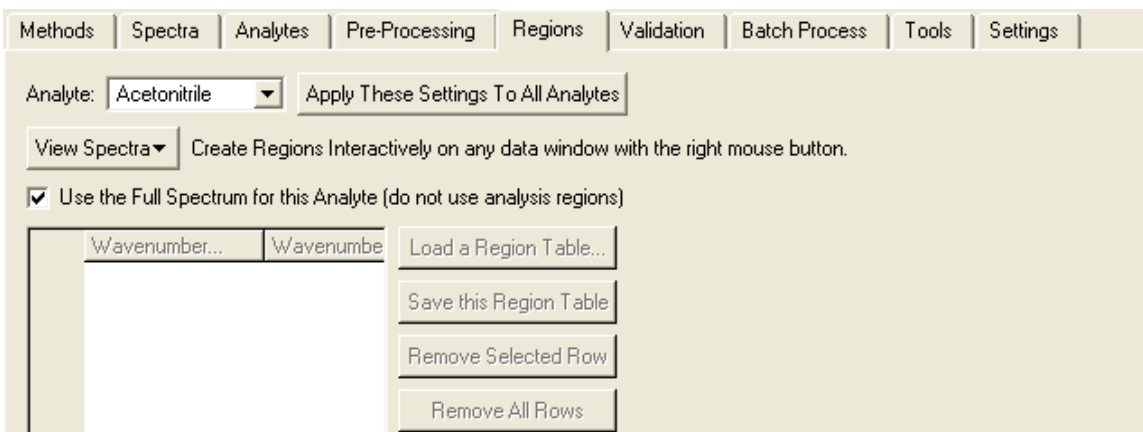 Methods Spectra Analytes Pre-Processing Regions Validation Batch Process Tools Settings
Analyte: Acetonitrile Apply These Settings To All Analytes
View Spectra Create Regions Interactively on any data window with the right mouse button.
Use the Full Spectrum for this Analyte (do not use analysis regions)
Wavenumber... Wavenumbe Load a Region Table...
Save this Region Table
Remove Selected Row
Remove All Rows